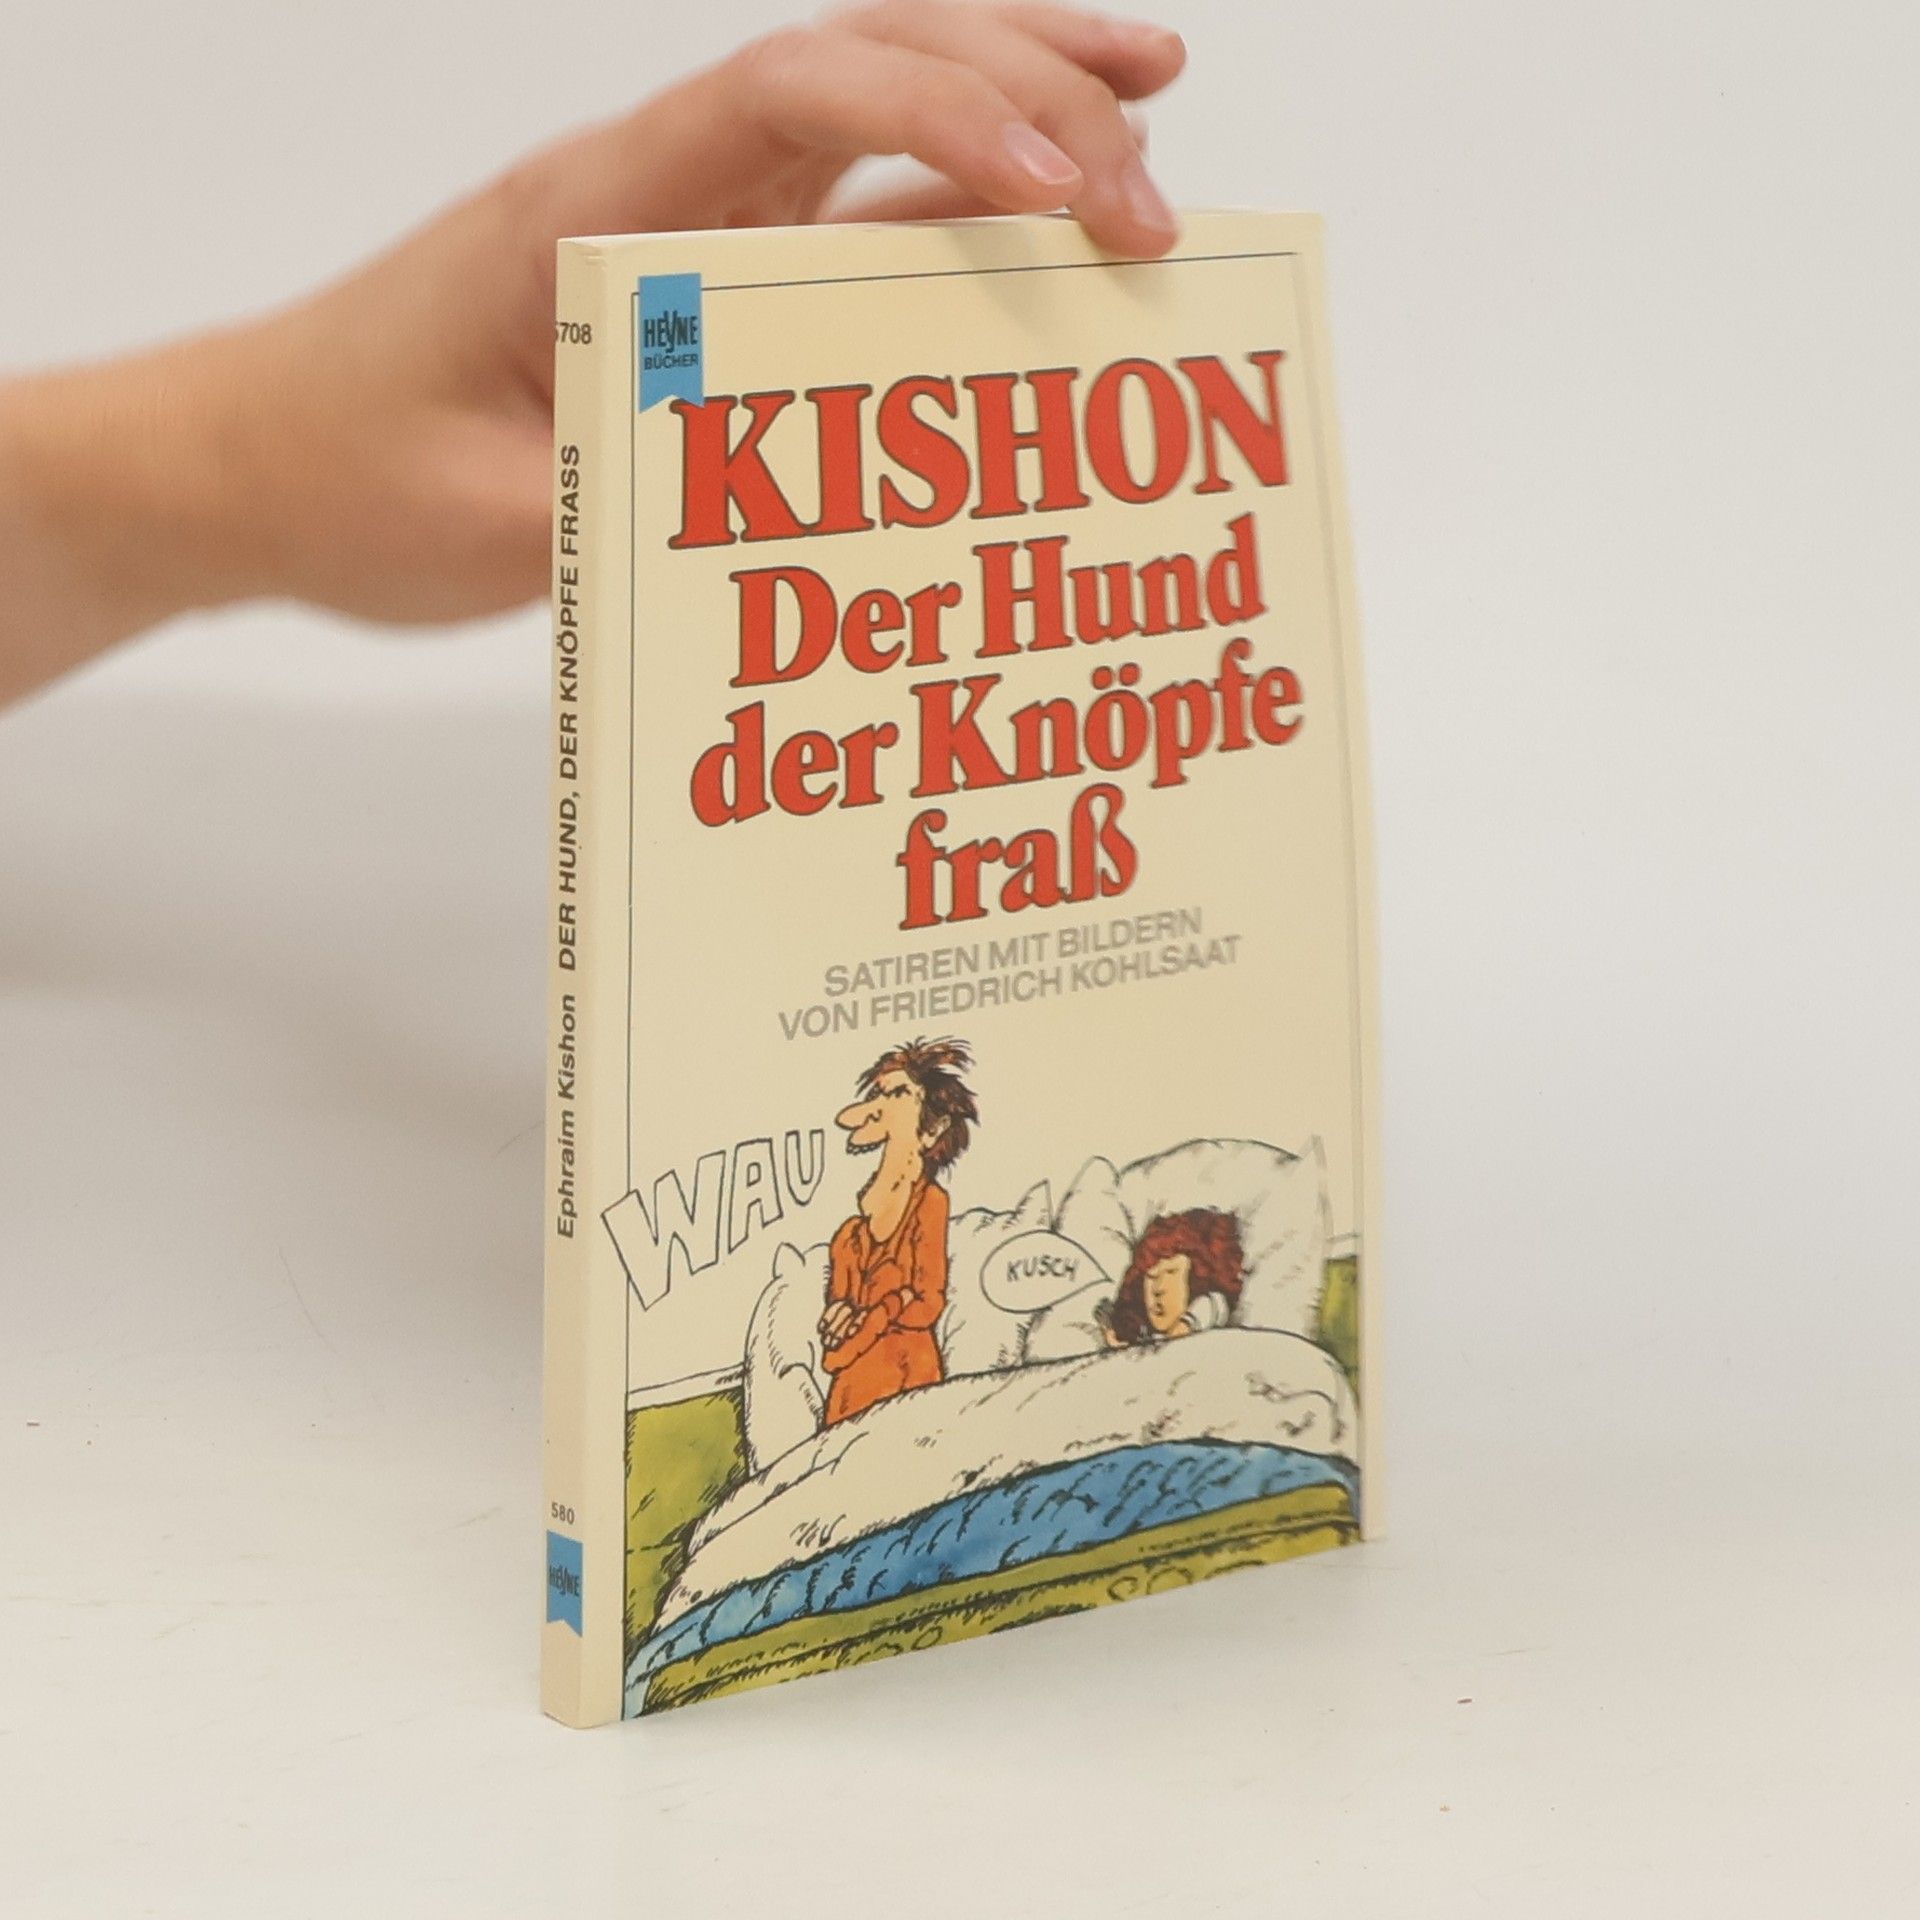 HEYNE
BÜCHER
KISHON
Der Hund
der Knöpfe
fraß
SATIREN MIT BILDERN
VON FRIEDRICH KOHLSAAT
WAU
KUSCH
Ephraim Kishon DER HUND, DER KNÖPFE FRASS
580
HEYNE